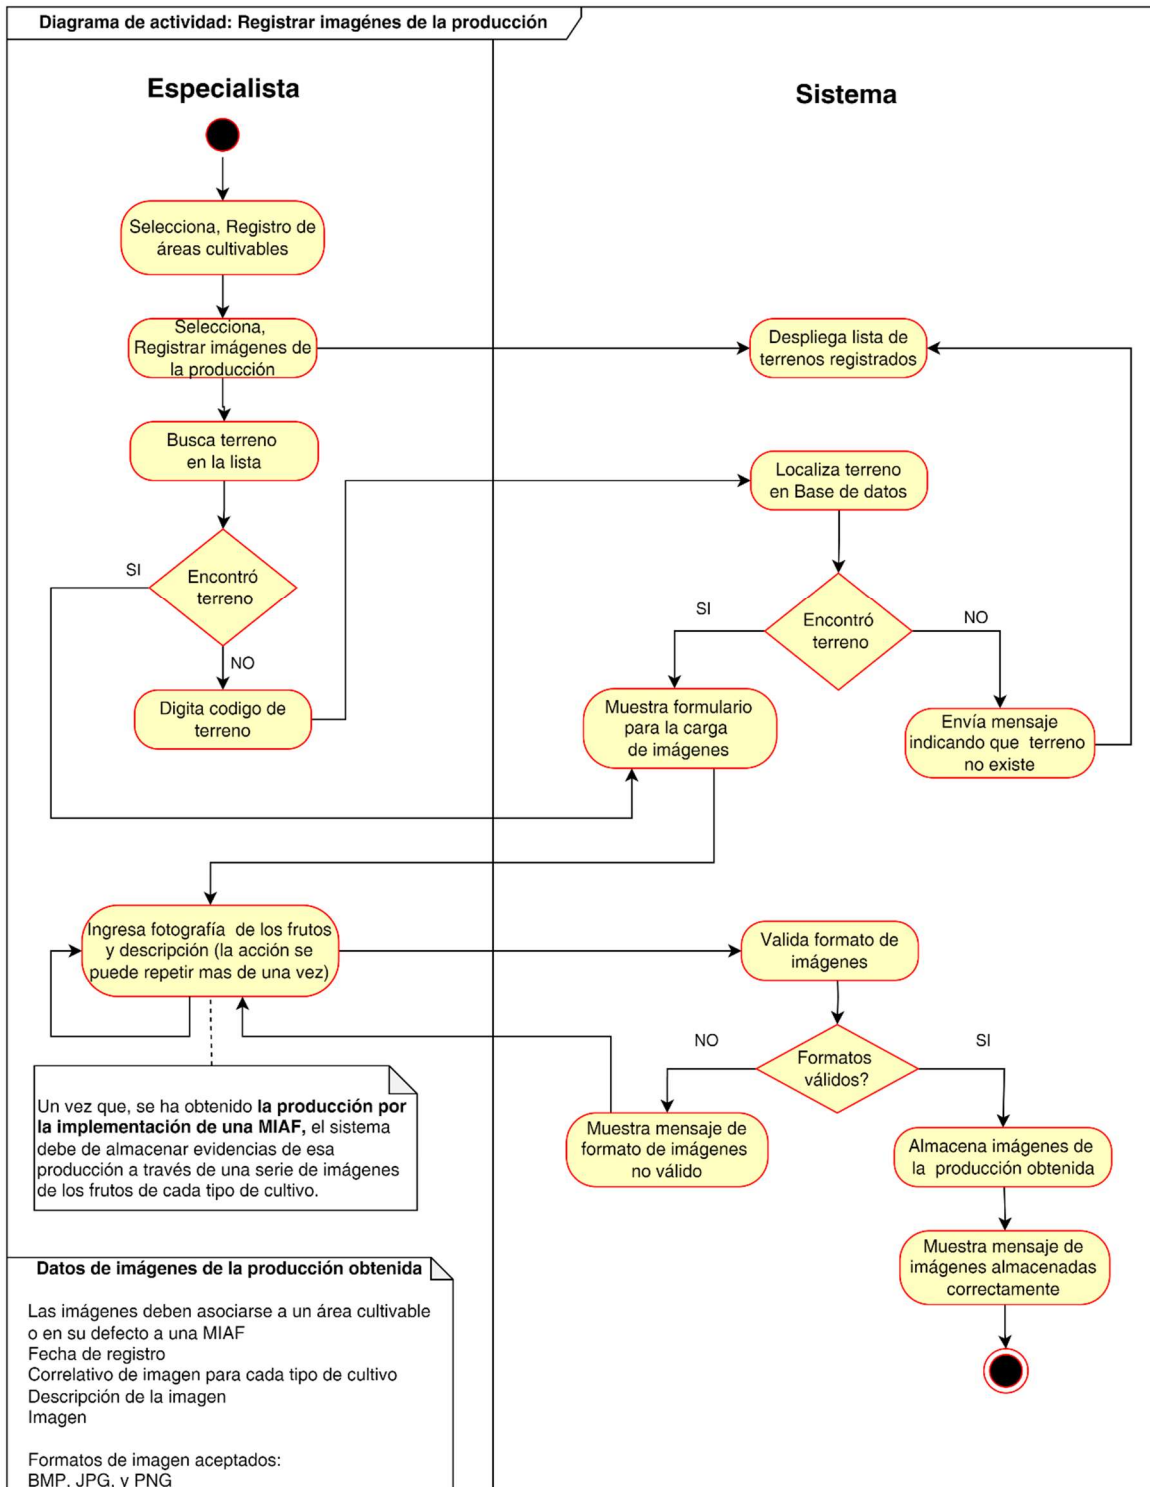 Diagrama de actividad: Registrar imagénes de la producción
Especialista
Sistema
Selecciona, Registro de
áreas cultivables
Selecciona,
Registrar imágenes de
la producción
Despliega lista de
terrenos registrados
Busca terreno
en la lista
Localiza terreno
en Base de datos
SI
Encontró
terreno
NO
SI
Encontró
terreno
NO
Digita codigo de
terreno
Muestra formulario
para la carga
de imágenes
Envía mensaje
indicando que terreno
no existe
Ingresa fotografía de los frutos
y descripción (la acción se
puede repetir mas de una vez)
Valida formato de
imágenes
NO
Formatos
válidos?
SI
Muestra mensaje de
formato de imágenes
no válido
Almacena imágenes de
la producción obtenida
Un vez que, se ha obtenido la producción por
la implementación de una MIAF, el sistema
debe de almacenar evidencias de esa
producción a través de una serie de imágenes
de los frutos de cada tipo de cultivo.
Muestra mensaje de
imágenes almacenadas
correctamente
Datos de imágenes de la producción obtenida
Las imágenes deben asociarse a un área cultivable
o en su defecto a una MIAF
Fecha de registro
Correlativo de imagen para cada tipo de cultivo
Descripción de la imagen
Imagen
Formatos de imagen aceptados:
BMP, JPG, y PNG